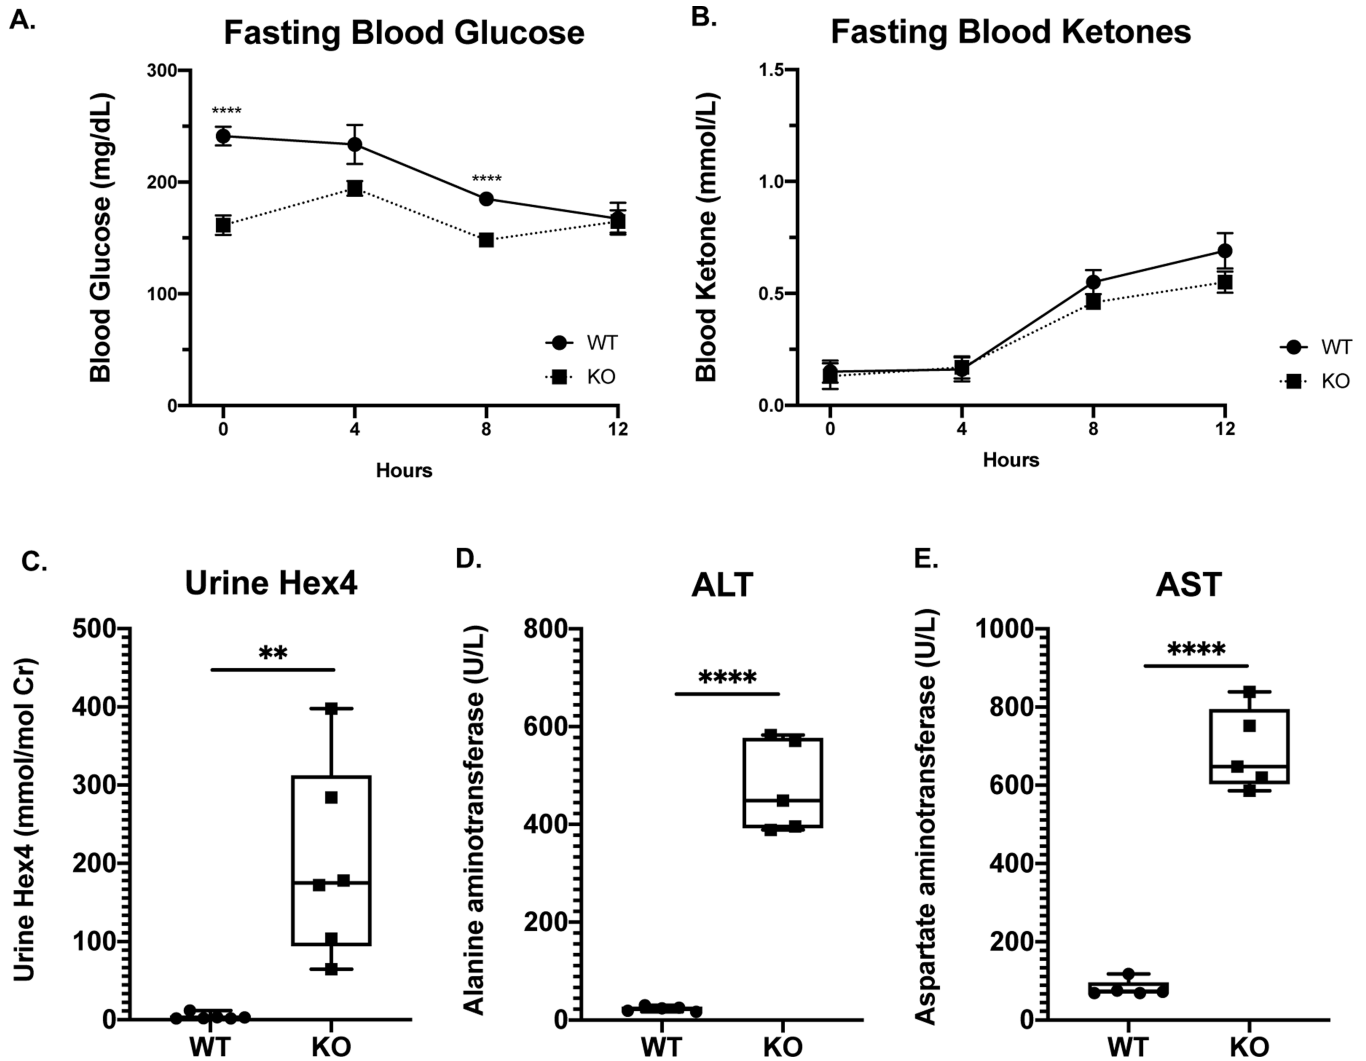 A.
Fasting Blood Glucose
Blood Glucose (mg/dL)
300
200
100
0
****
****
0 4 8 12
Hours
WT
KO
B.
Fasting Blood Ketones
Blood Ketone (mmol/L)
1.5
1.0
0.5
0.0
0 4 8 12
Hours
WT
KO
C.
Urine Hex4
Urine Hex4 (mmol/mol Cr)
500
400
300
200
100
0
**
WT KO
D.
ALT
Alanine aminotransferase (U/L)
800
600
400
200
0
****
WT KO
E.
AST
Aspartate aminotransferase (U/L)
1000
800
600
400
200
0
****
WT KO